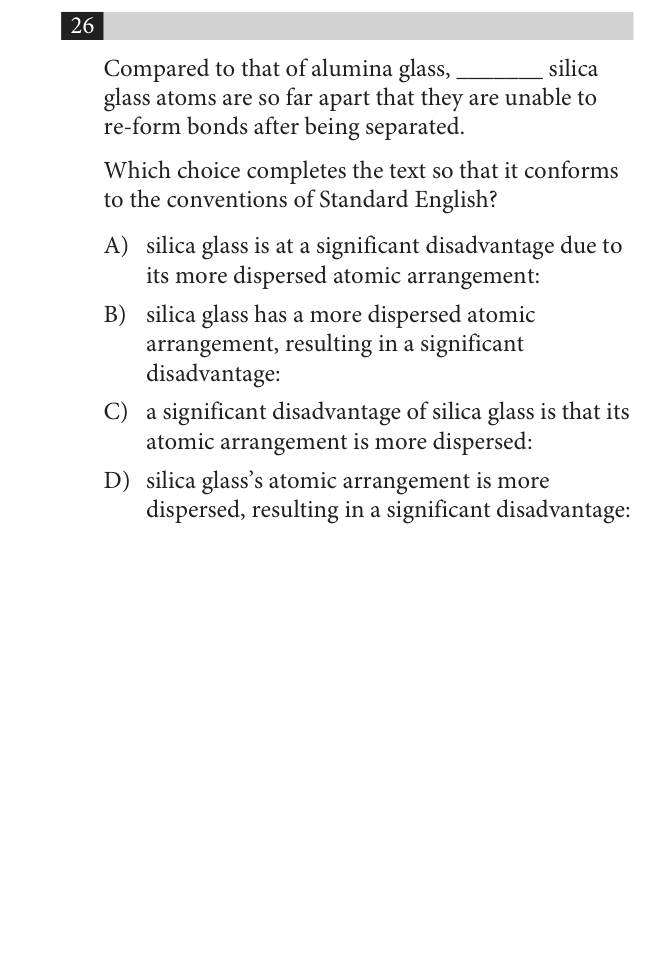 26
Compared to that of alumina glass, _______ silica
glass atoms are so far apart that they are unable to
re-form bonds after being separated.
Which choice completes the text so that it conforms
to the conventions of Standard English?
A) silica glass is at a significant disadvantage due to
its more dispersed atomic arrangement:
B) silica glass has a more dispersed atomic
arrangement, resulting in a significant
disadvantage:
C) a significant disadvantage of silica glass is that its
atomic arrangement is more dispersed:
D) silica glass’s atomic arrangement is more
dispersed, resulting in a significant disadvantage: